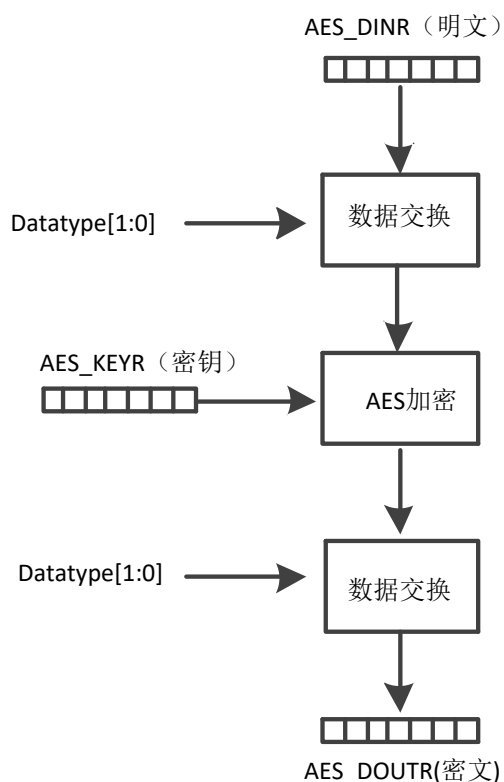 AES_DINR（明文）
Datatype[1:0]
数据交换
AES_KEYR（密钥）
AES加密
Datatype[1:0]
数据交换
AES_DOUTR(密文)